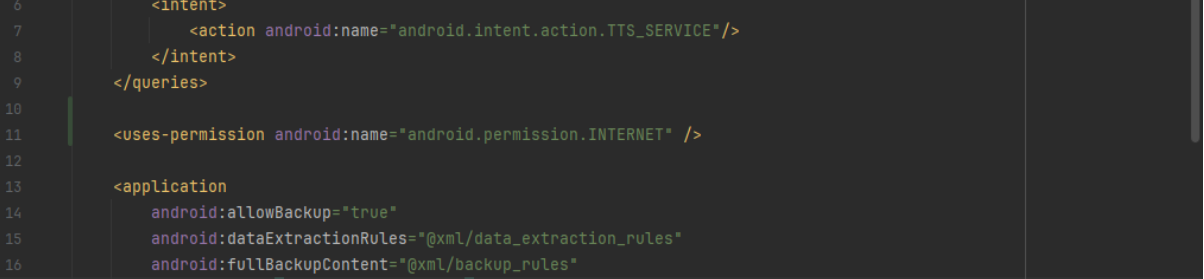 6 <intent>
7 <action android:name="android.intent.action.TTS_SERVICE"/>
8 </intent>
9 </queries>
10
11 <uses-permission android:name="android.permission.INTERNET" />
12
13 <application
14 android:allowBackup="true"
15 android:dataExtractionRules="@xml/data_extraction_rules"
16 android:fullBackupContent="@xml/backup_rules"